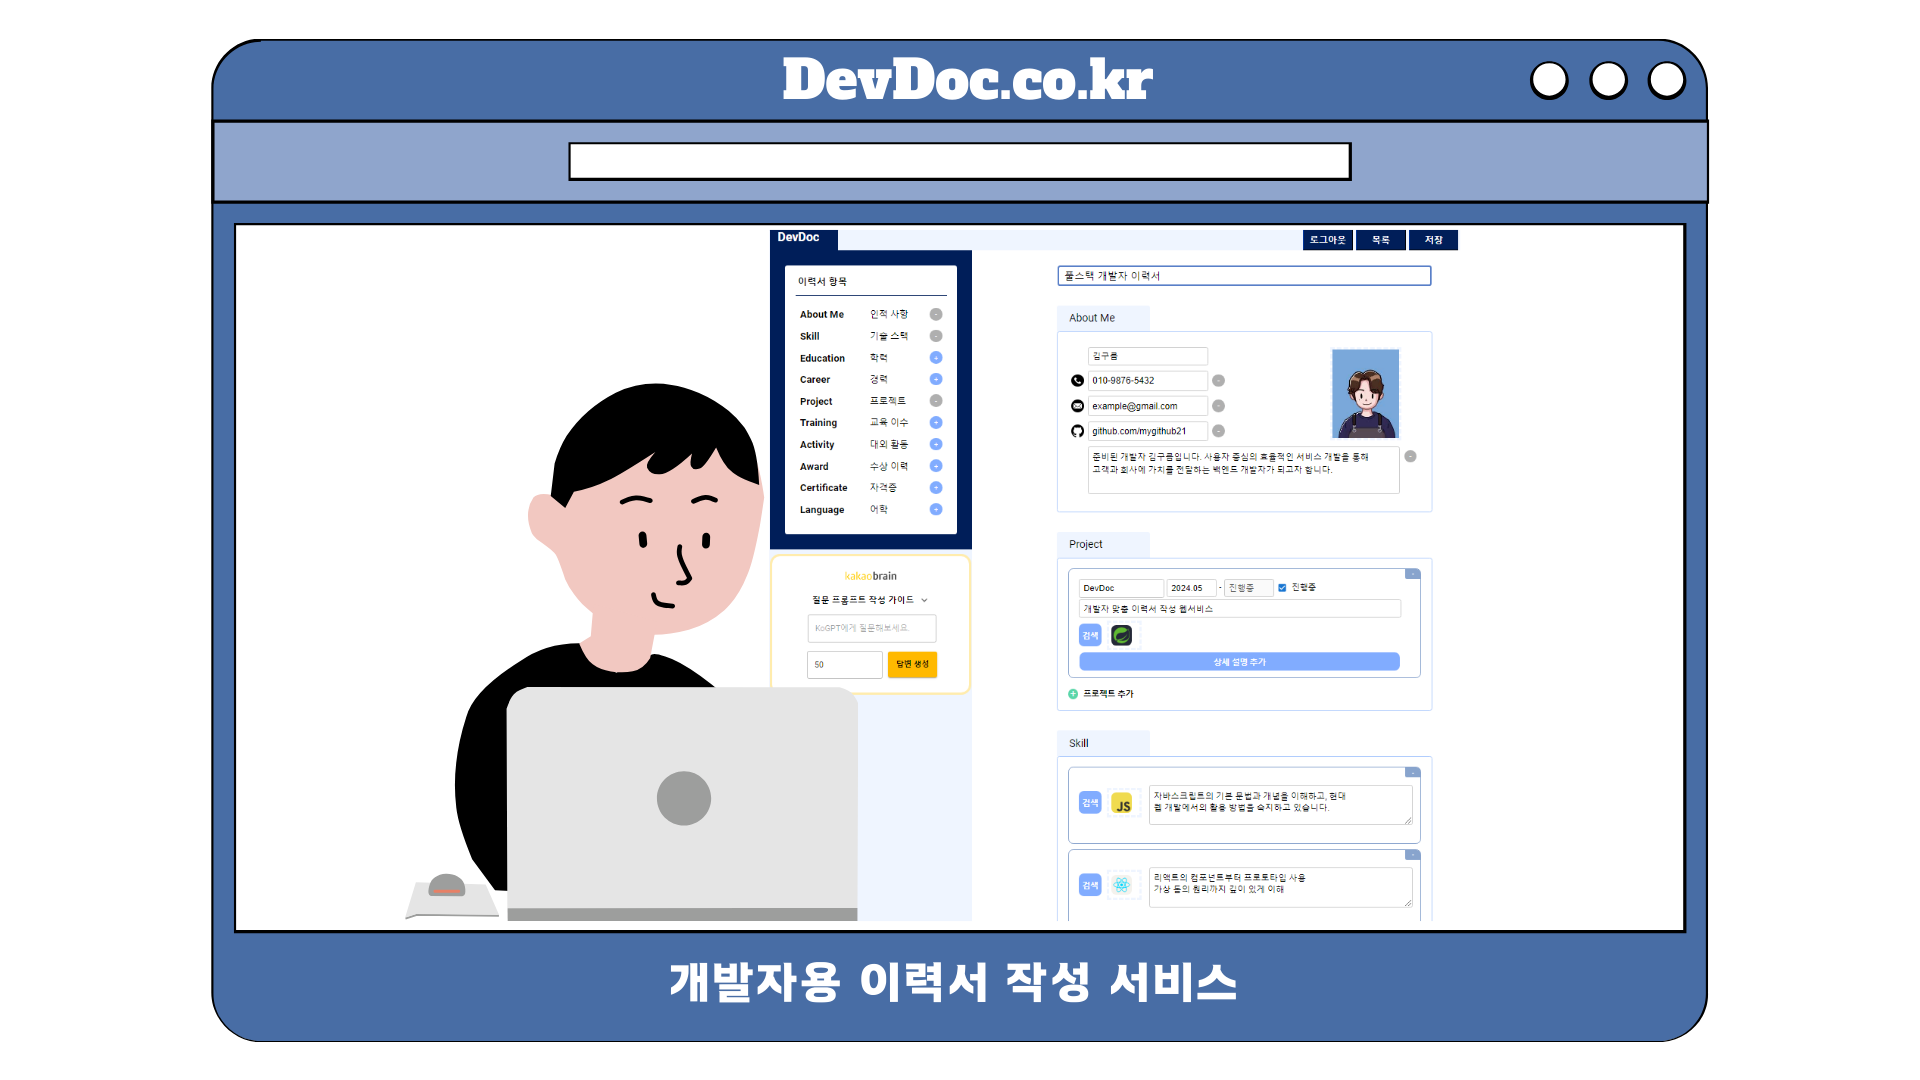 DevDoc.co.kr
DevDoc
로그아웃 목록 저장
이력서 항목
About Me 인적 사항 -
Skill 기술 스택 -
Education 학력 +
Career 경력 +
Project 프로젝트 -
Training 교육 이수 +
Activity 대외 활동 +
Award 수상 이력 +
Certificate 자격증 +
Language 어학 +
kakaobrain
질문 프롬프트 작성 가이드
KoGPT에게 질문해보세요.
50 답변 생성
풀스택 개발자 이력서
About Me
김구름
010-9876-5432 -
example@gmail.com -
github.com/mygithub21 -
준비된 개발자 김구름입니다. 사용자 중심의 효율적인 서비스 개발을 통해 -
고객과 회사에 가치를 전달하는 백엔드 개발자가 되고자 합니다.
Project
-
DevDoc 2024.05 - 진행중 진행중
개발자 맞춤 이력서 작성 웹서비스
검색
상세 설명 추가
+ 프로젝트 추가
Skill
-
검색 JS 자바스크립트의 기본 문법과 개념을 이해하고, 현대
웹 개발에서의 활용 방법을 숙지하고 있습니다.
-
검색 리액트의 컴포넌트부터 프로토타입 사용
가상 돔의 원리까지 깊이 있게 이해
개발자용 이력서 작성 서비스